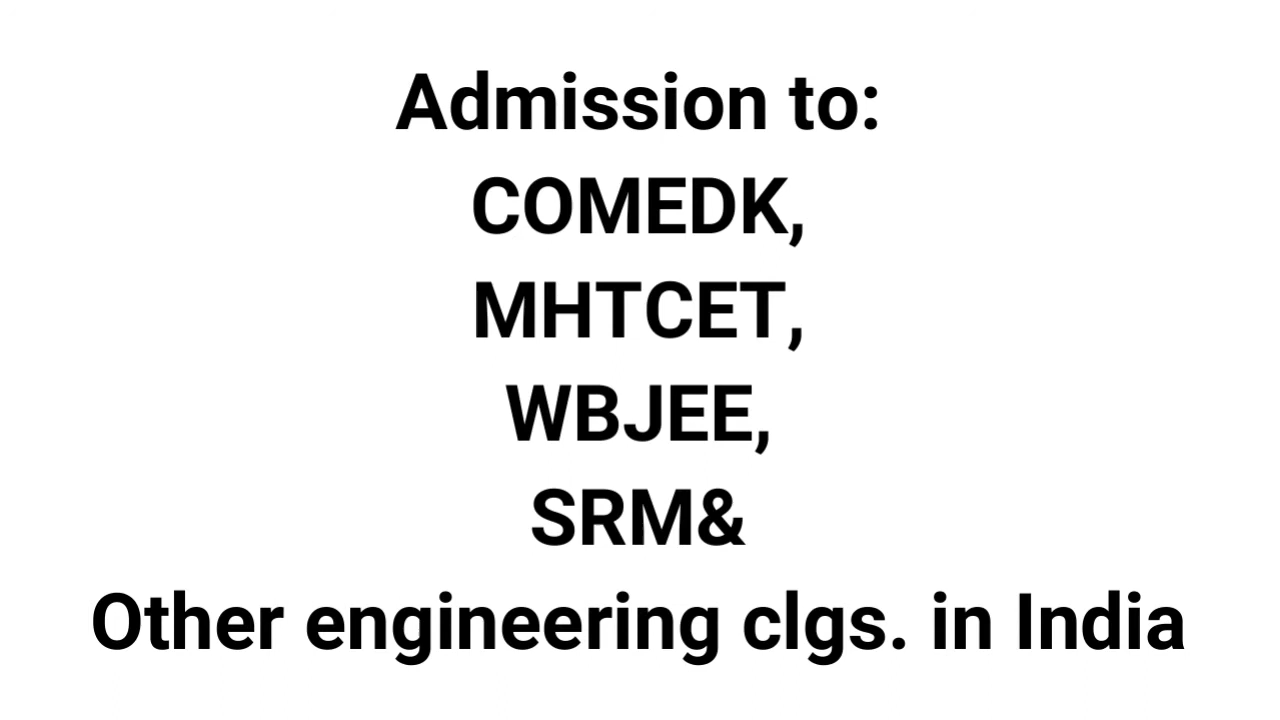 Admission to:
COMEDK,
MHTCET,
WBJEE,
SRM&
Other engineering clgs. in India